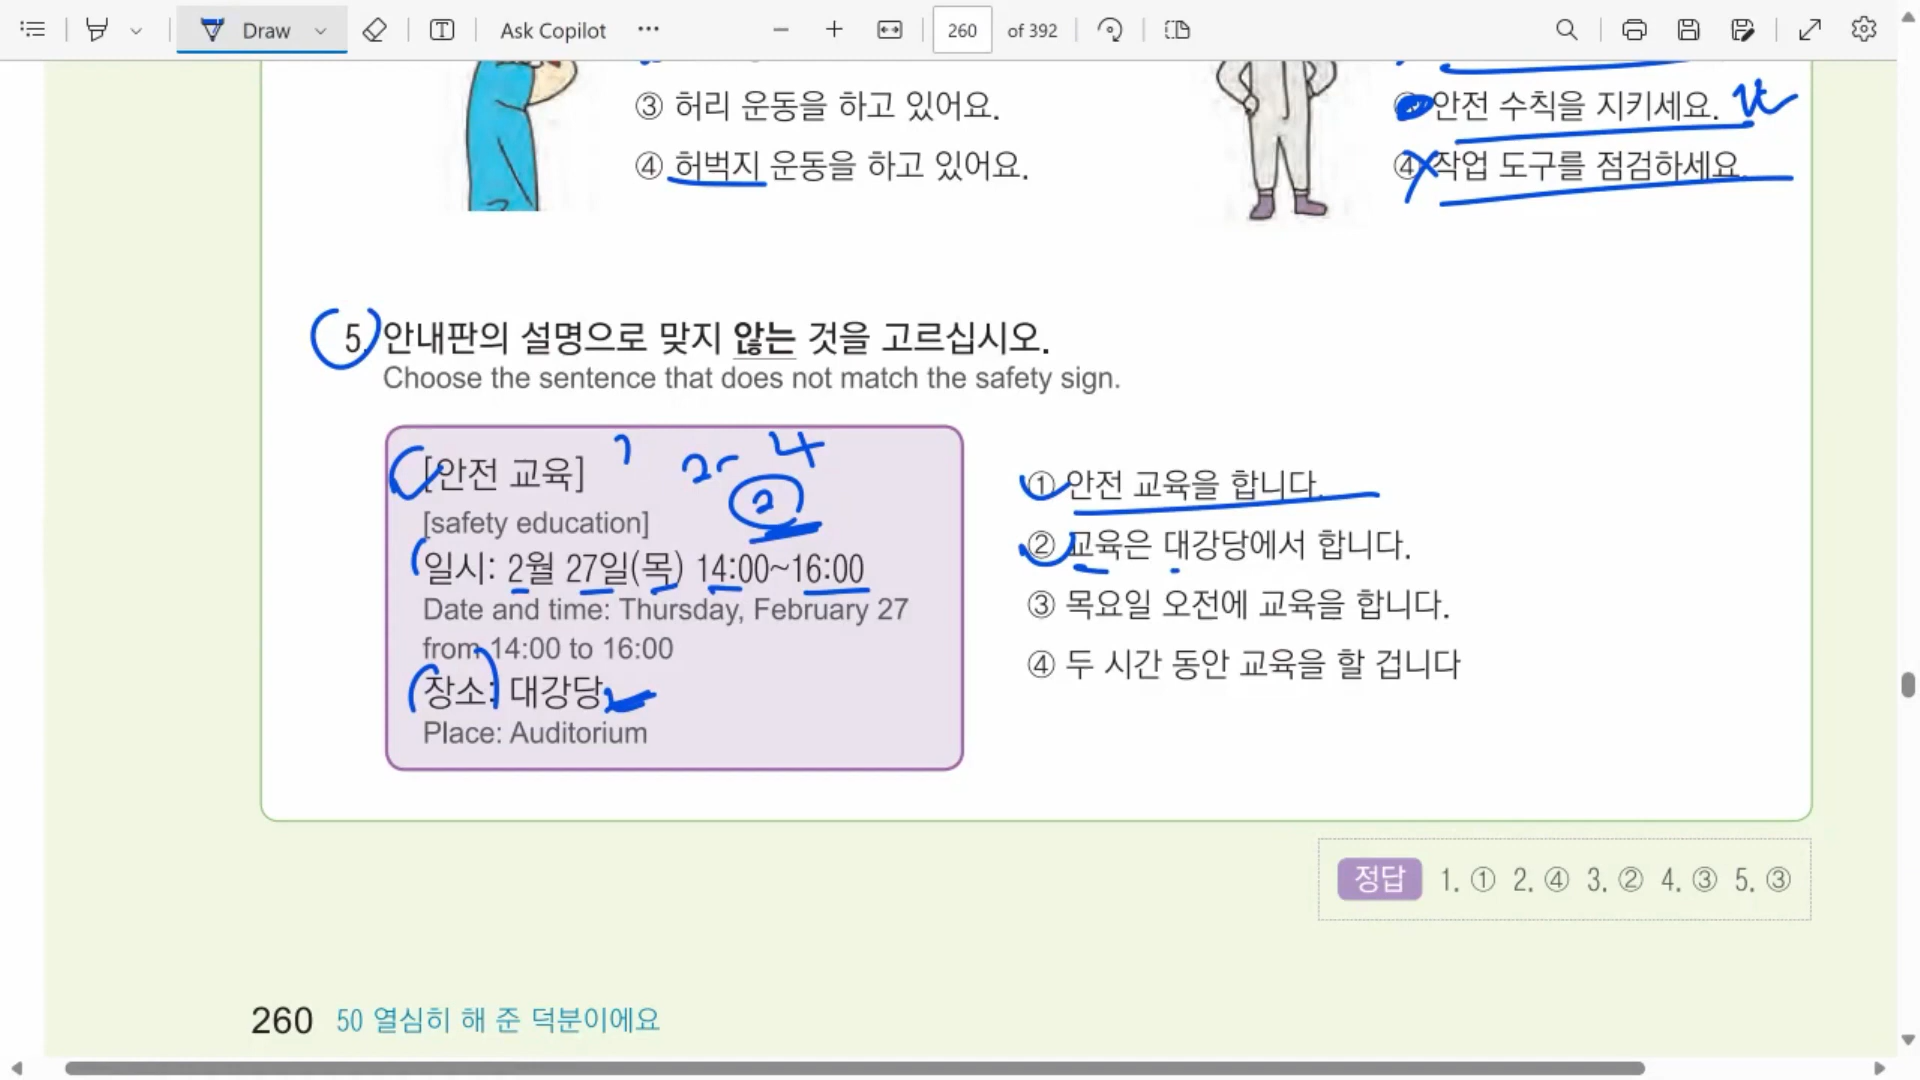 Draw
Ask Copilot
260 of 392
③ 허리 운동을 하고 있어요.
④ 허벅지 운동을 하고 있어요.
안전 수칙을 지키세요.
④ 작업 도구를 점검하세요.
5. 안내판의 설명으로 맞지 않는 것을 고르십시오.
Choose the sentence that does not match the safety sign.
[안전 교육]
2 4
[safety education]
2
일시: 2월 27일(목) 14:00~16:00
Date and time: Thursday, February 27
from 14:00 to 16:00
장소: 대강당
Place: Auditorium
① 안전 교육을 합니다.
② 교육은 대강당에서 합니다.
③ 목요일 오전에 교육을 합니다.
④ 두 시간 동안 교육을 할 겁니다
정답 1. ① 2. ④ 3. ② 4. ③ 5. ③
260 50 열심히 해 준 덕분이에요